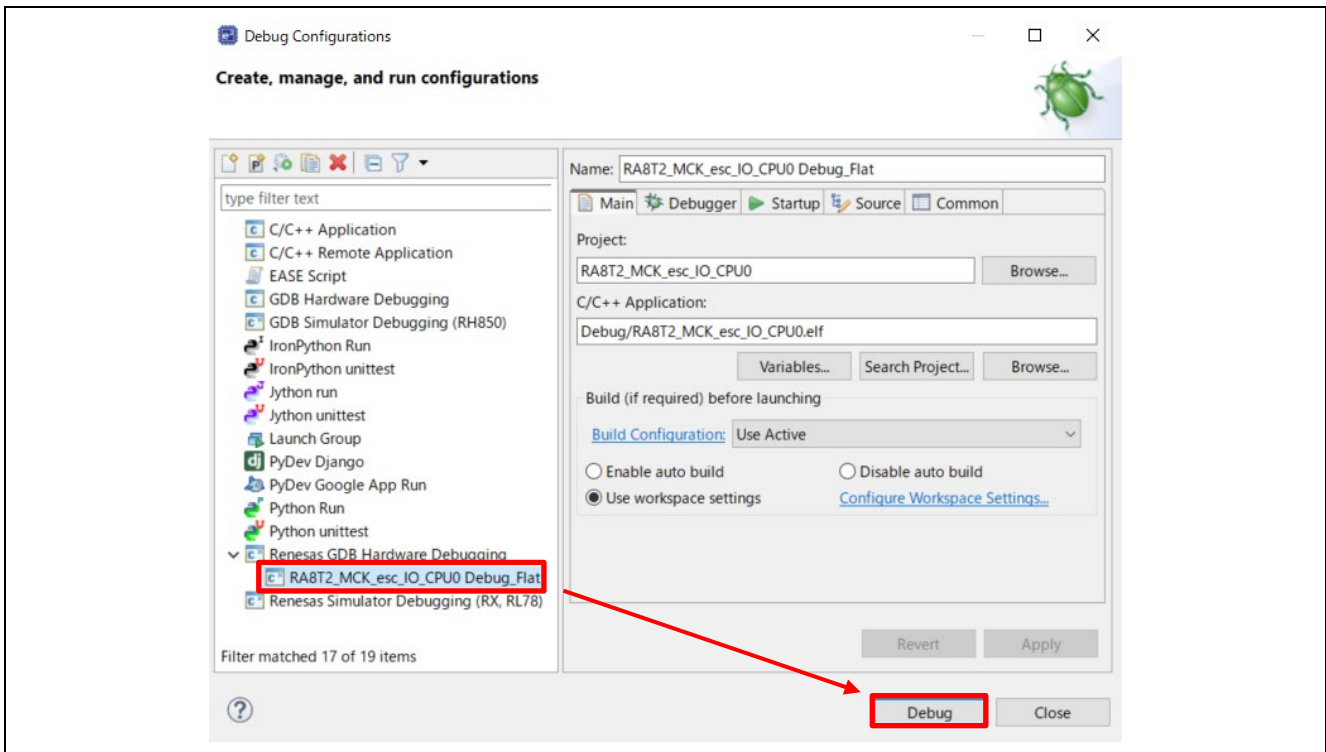 Debug Configurations
Create, manage, and run configurations
type filter text
C/C++ Application
C/C++ Remote Application
EASE Script
GDB Hardware Debugging
GDB Simulator Debugging (RH850)
IronPython Run
IronPython unittest
Jython run
Jython unittest
Launch Group
PyDev Django
PyDev Google App Run
Python Run
Python unittest
Renesas GDB Hardware Debugging
RA8T2_MCK_esc_IO_CPU0 Debug_Flat
Renesas Simulator Debugging (RX, RL78)
Filter matched 17 of 19 items
Name: RA8T2_MCK_esc_IO_CPU0 Debug_Flat
Main Debugger Startup Source Common
Project:
RA8T2_MCK_esc_IO_CPU0 Browse...
C/C++ Application:
Debug/RA8T2_MCK_esc_IO_CPU0.elf
Variables... Search Project... Browse...
Build (if required) before launching
Build Configuration: Use Active
Enable auto build Disable auto build
Use workspace settings Configure Workspace Settings...
Revert Apply
? Debug Close